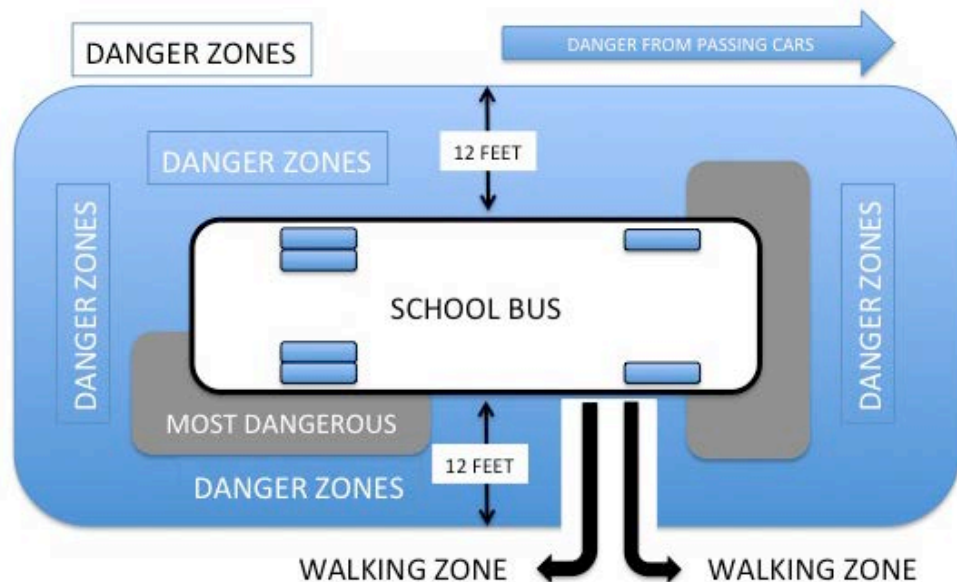 DANGER ZONES
DANGER FROM PASSING CARS
DANGER ZONES
12 FEET
DANGER ZONES
DANGER ZONES
SCHOOL BUS
MOST DANGEROUS
12 FEET
DANGER ZONES
WALKING ZONE
WALKING ZONE